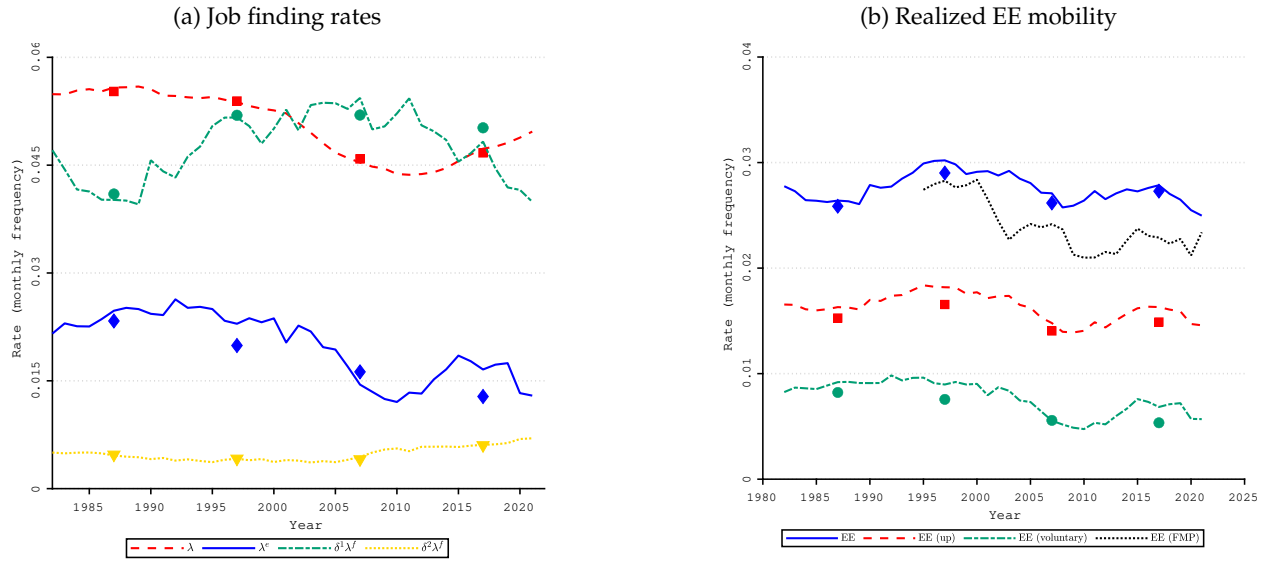 (a) Job finding rates
0.06
0.045
0.03
0.015
0
Rate (monthly frequency)
1985 1990 1995 2000 2005 2010 2015 2020
Year
λ λᵉ δ¹λᶠ δ²λᶠ
(b) Realized EE mobility
0.04
0.03
0.02
0.01
0
Rate (monthly frequency)
1980 1985 1990 1995 2000 2005 2010 2015 2020 2025
Year
EE EE (up) EE (voluntary) EE (FMP)